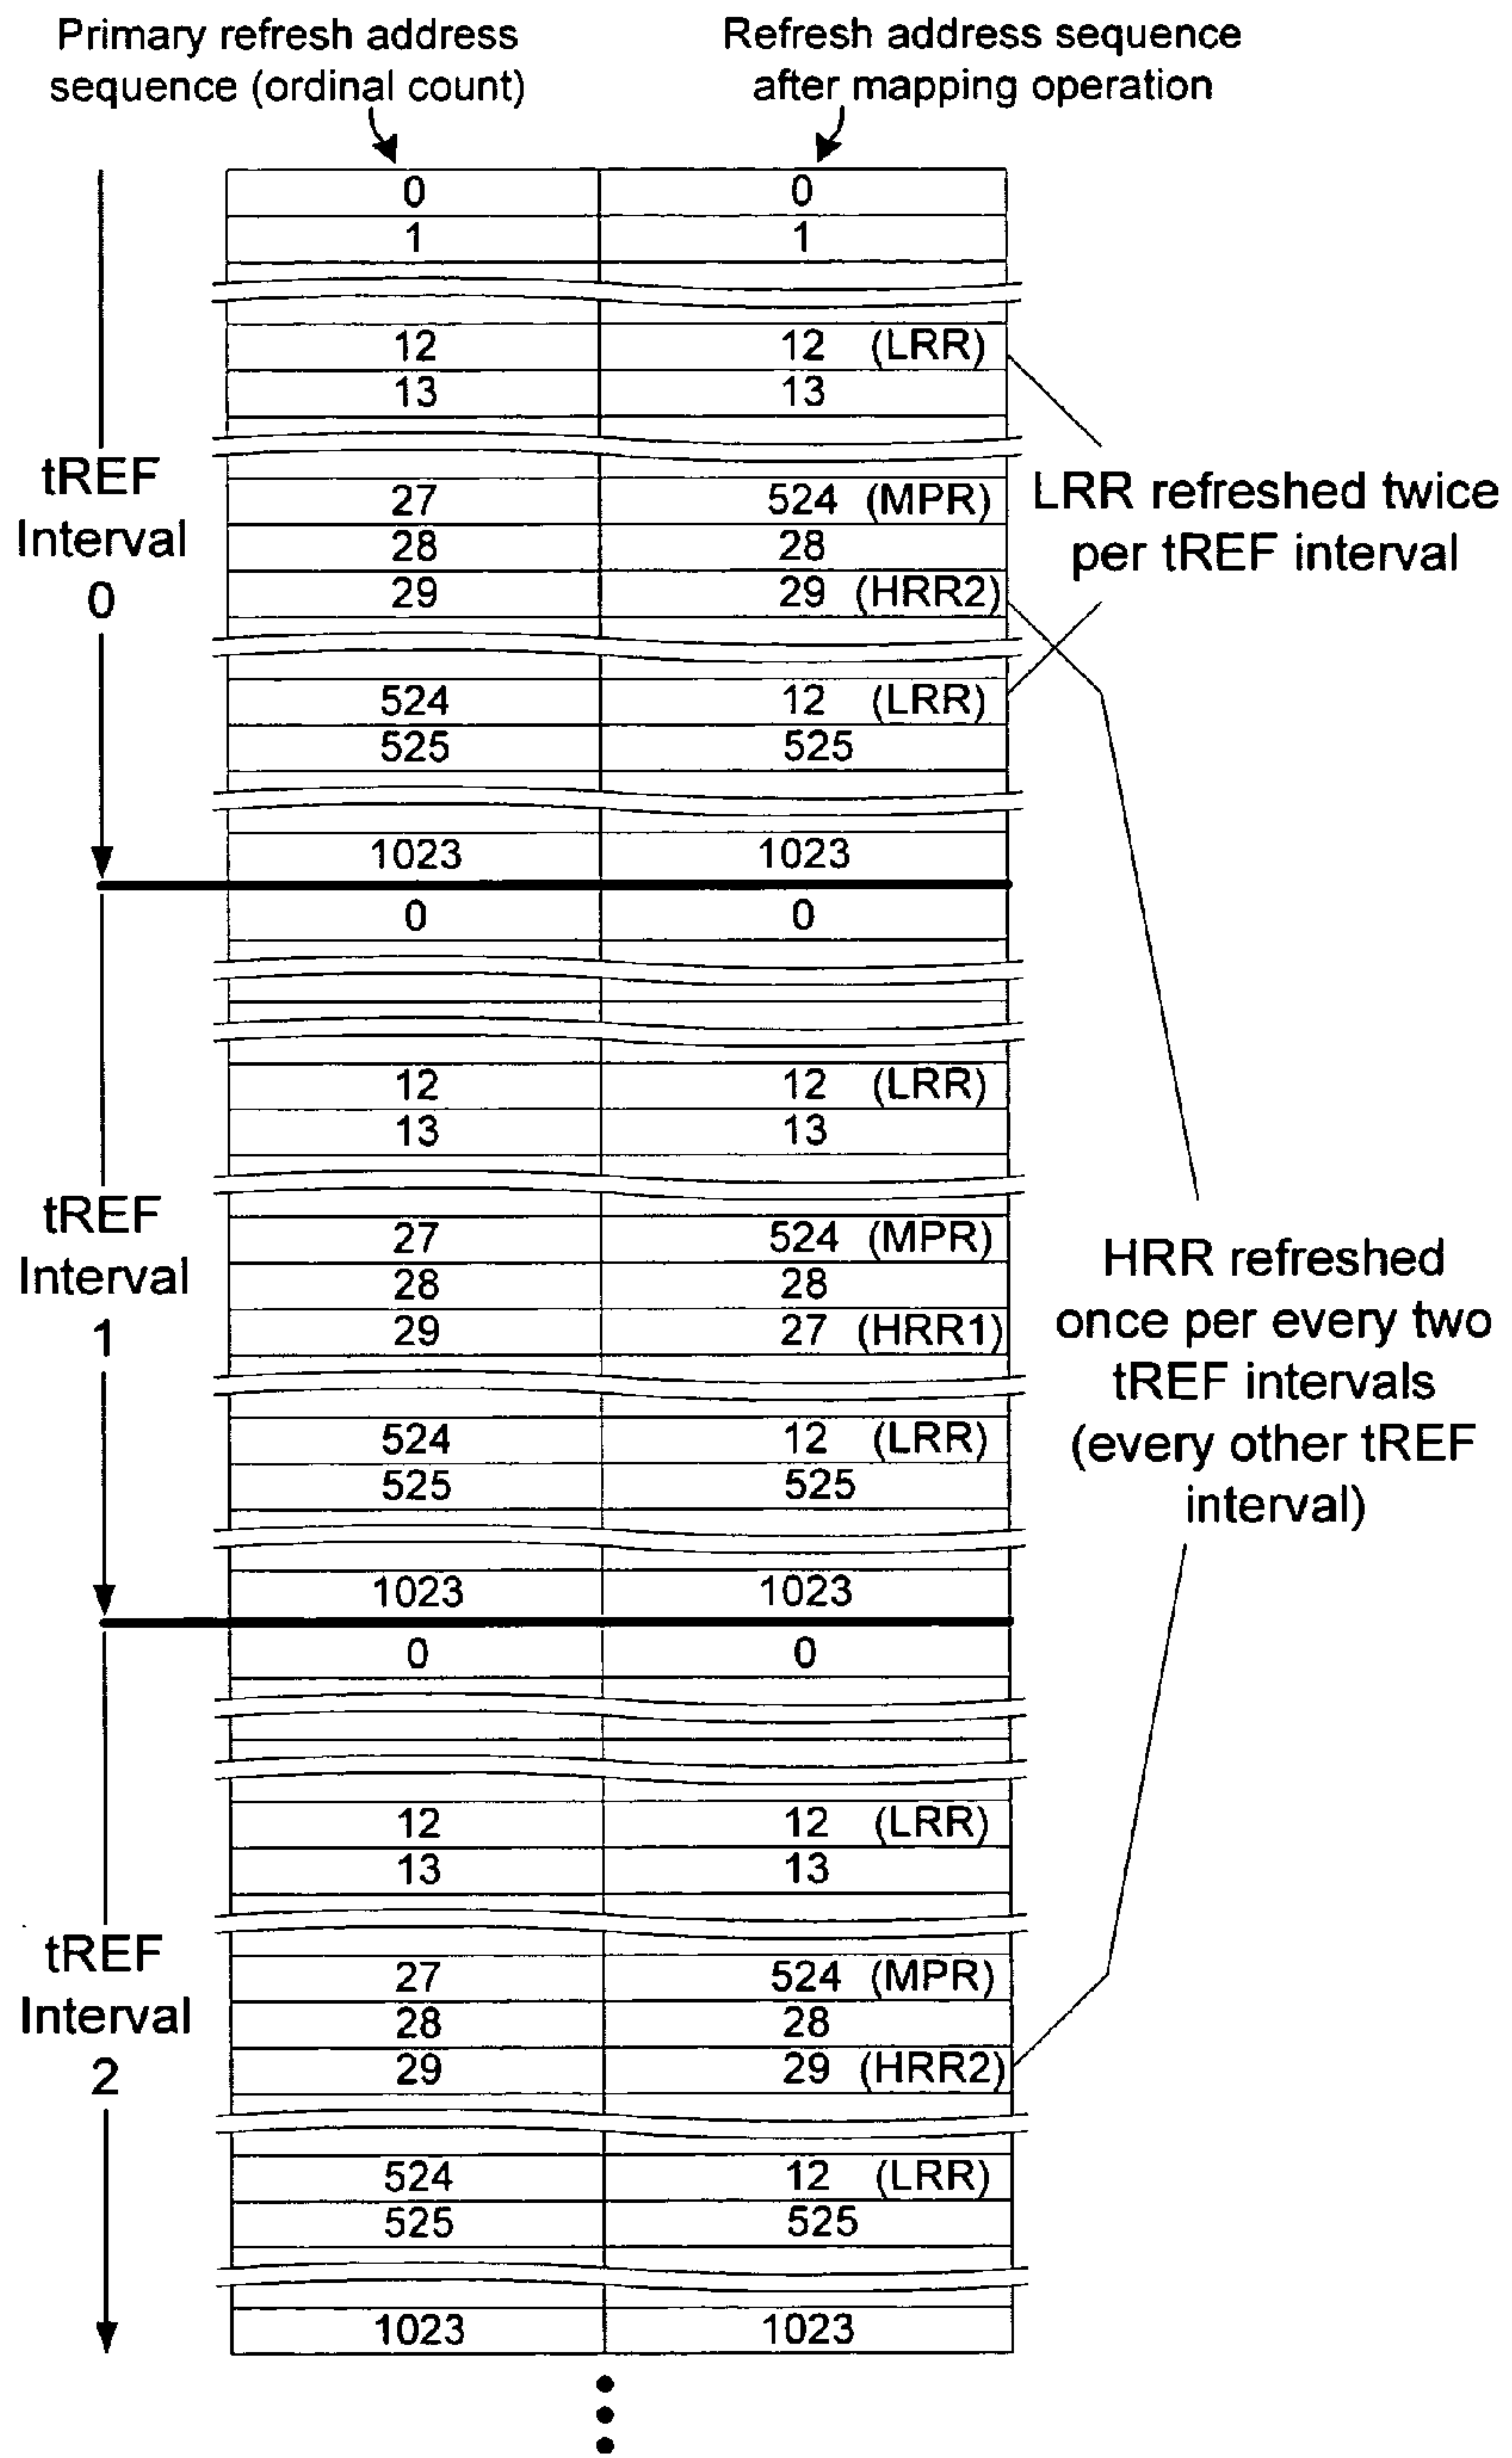 Primary refresh address
sequence (ordinal count)
Refresh address sequence
after mapping operation
0 0
1 1
12 12 (LRR)
13 13
27 524 (MPR)
28 28
29 29 (HRR2)
524 12 (LRR)
525 525
1023 1023
tREF
Interval
0
LRR refreshed twice
per tREF interval
0 0
12 12 (LRR)
13 13
27 524 (MPR)
28 28
29 27 (HRR1)
524 12 (LRR)
525 525
1023 1023
tREF
Interval
1
HRR refreshed
once per every two
tREF intervals
(every other tREF
interval)
0 0
12 12 (LRR)
13 13
27 524 (MPR)
28 28
29 29 (HRR2)
524 12 (LRR)
525 525
1023 1023
tREF
Interval
2